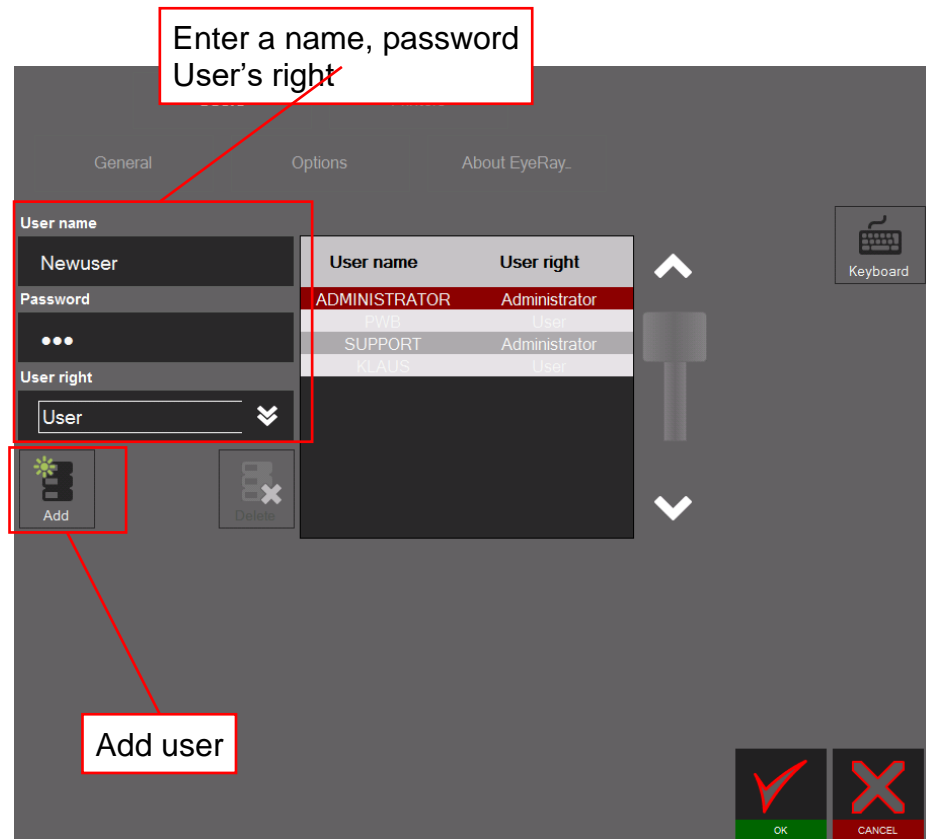 Enter a name, password
User's right
General Options About EyeRay..
User name
Newuser
Password
●●●
User right
User
User name User right
ADMINISTRATOR Administrator
PWB User
SUPPORT Administrator
KLAUS User
Keyboard
Add
Delete
Add user
OK
CANCEL